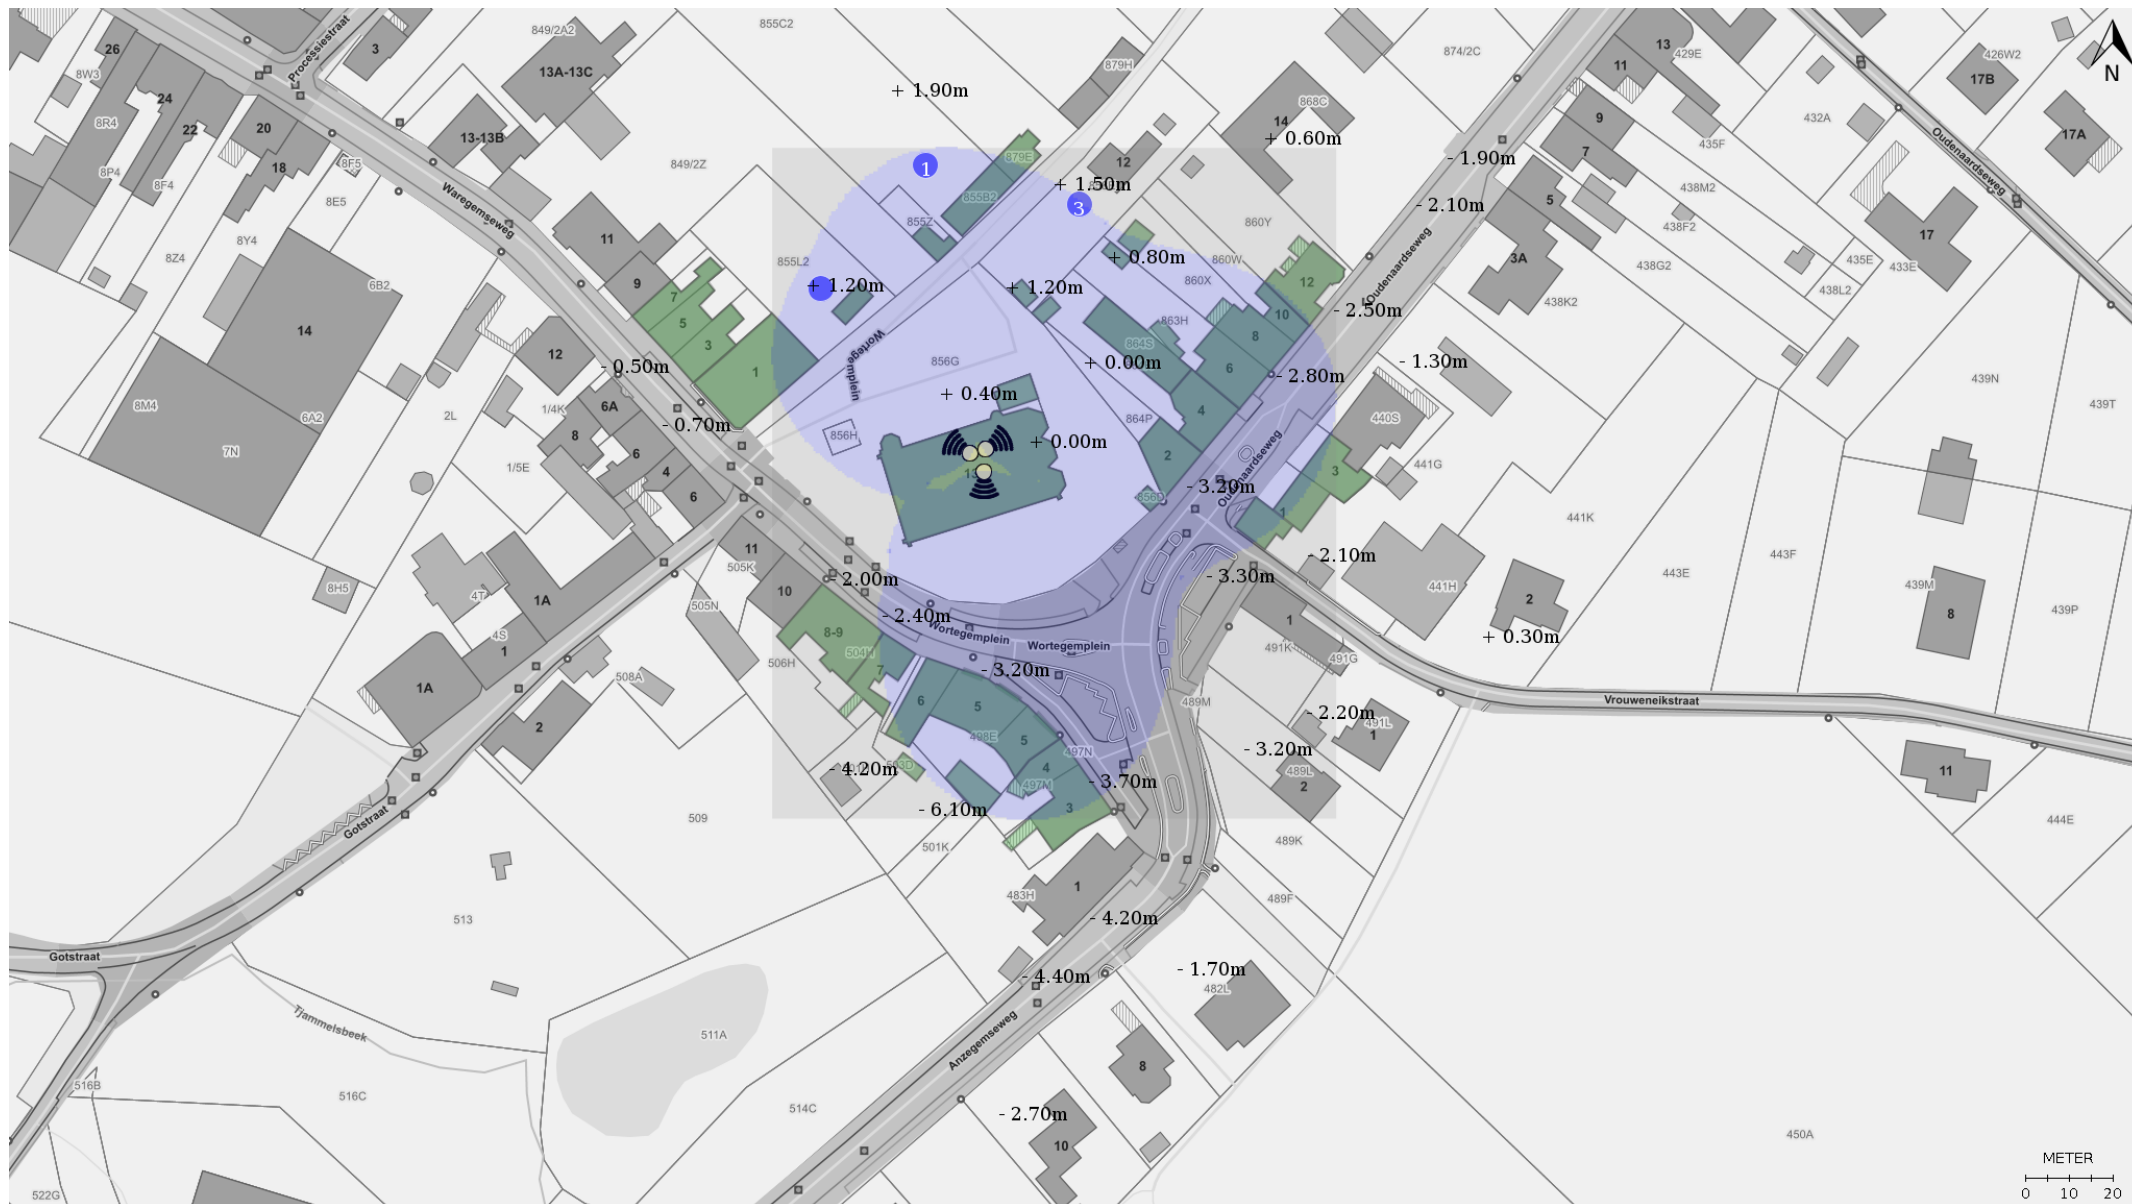 855C2
849/2A2
874/2C
426W2
Processiestraat
26
3
13
11
429E
17B
N
8W3
13A-13C
879H
24
+ 1.90m
868C
14
9
432A
17A
8R4
22
20
13-13B
+ 0.60m
7
435F
Oudenaardseweg
8P4
8F4
18
8F5
849/2Z
879E
12
- 1.90m
1
+ 1.50m
8E5
Waregemseweg
855B2
3
- 2.10m
5
438M2
855Z
860Y
438F2
17
8Y4
11
8Z4
855L2
+ 0.80m
860W
3A
435E
433E
438G2
6B2
9
+ 1.20m
+ 1.20m
860X
12
Oudenaardseweg
438L2
7
- 2.50m
438K2
5
863H
10
14
Wortegemplein
3
864S
8
12
- 0.50m
856G
+ 0.00m
6
- 1.30m
1
- 2.80m
439N
8M4
6A
+ 0.40m
1/4K
4
440S
439T
6A2
2L
- 0.70m
864P
8
856H
+ 0.00m
7N
6
2
Oudenaardseweg
1/5E
4
13
441G
3
6
856D
- 3.20m
1
441K
11
443F
- 2.10m
505K
443E
8H5
- 2.00m
- 3.30m
441H
439M
4T
1A
10
2
8
505N
439P
- 2.40m
4S
8-9
Wortegemplein
Wortegemplein
1
+ 0.30m
1
506H
504H
491K
491G
508A
7
- 3.20m
1A
6
5
489M
Vrouweneikstraat
- 2.20m
2
498E
5
491L
1
497N
- 3.20m
- 4.20m
503D
4
489L
11
497M
- 3.70m
2
3
- 6.10m
509
Gotstraat
444E
501K
489K
1
483H
489F
513
- 4.20m
Gotstraat
- 4.40m
- 1.70m
482L
Tjammelsbeek
511A
Anzegemseweg
8
516B
516C
514C
- 2.70m
450A
10
METER
522G
0 10 20